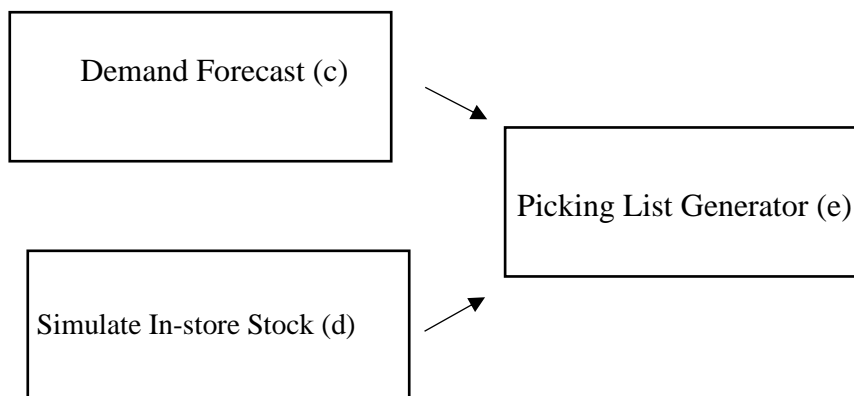 Demand Forecast (c)
Picking List Generator (e)
Simulate In-store Stock (d)